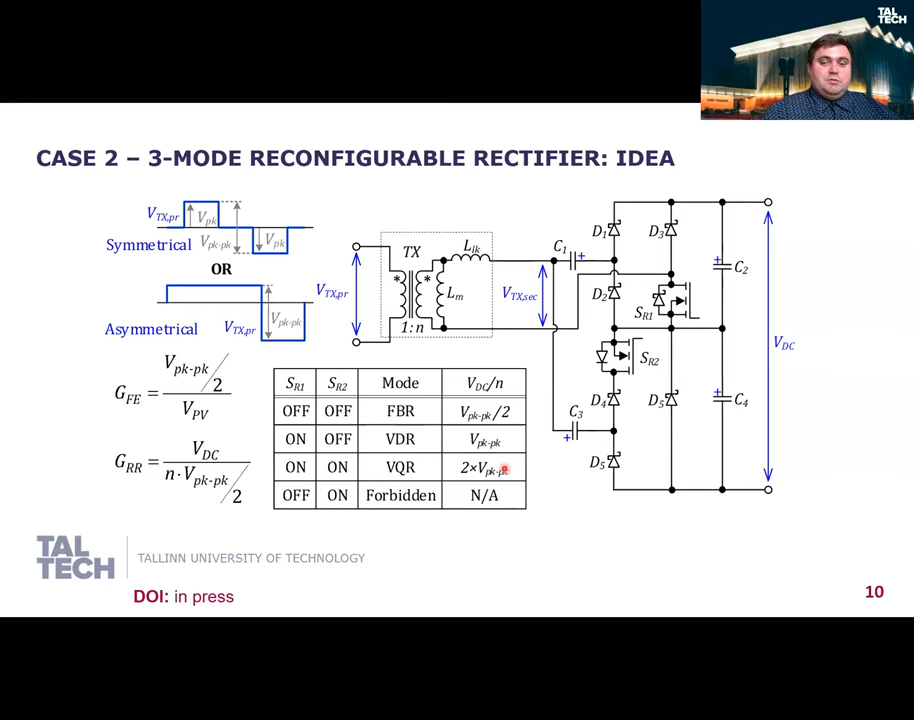 TAL
TECH
CASE 2 – 3-MODE RECONFIGURABLE RECTIFIER: IDEA
V_TX,pr
V_pk
Symmetrical
V_pk-pk
V_pk
OR
Asymmetrical
V_TX,pr
V_pk-pk
G_FE = (V_pk-pk/2) / V_PV
G_RR = V_DC / (n·V_pk-pk/2)
V_TX,pr
TX
L_lk
* *
L_m
1:n
V_TX,sec
C_1
+
D_1
D_3
D_2
S_R1
S_R2
C_3
+
D_4
D_5
D_5
+
C_2
+
C_4
V_DC
S_R1 S_R2 Mode V_DC/n
OFF OFF FBR V_pk-pk/2
ON OFF VDR V_pk-pk
ON ON VQR 2×V_pk-pk
OFF ON Forbidden N/A
TAL
TECH
TALLINN UNIVERSITY OF TECHNOLOGY
DOI: in press
10